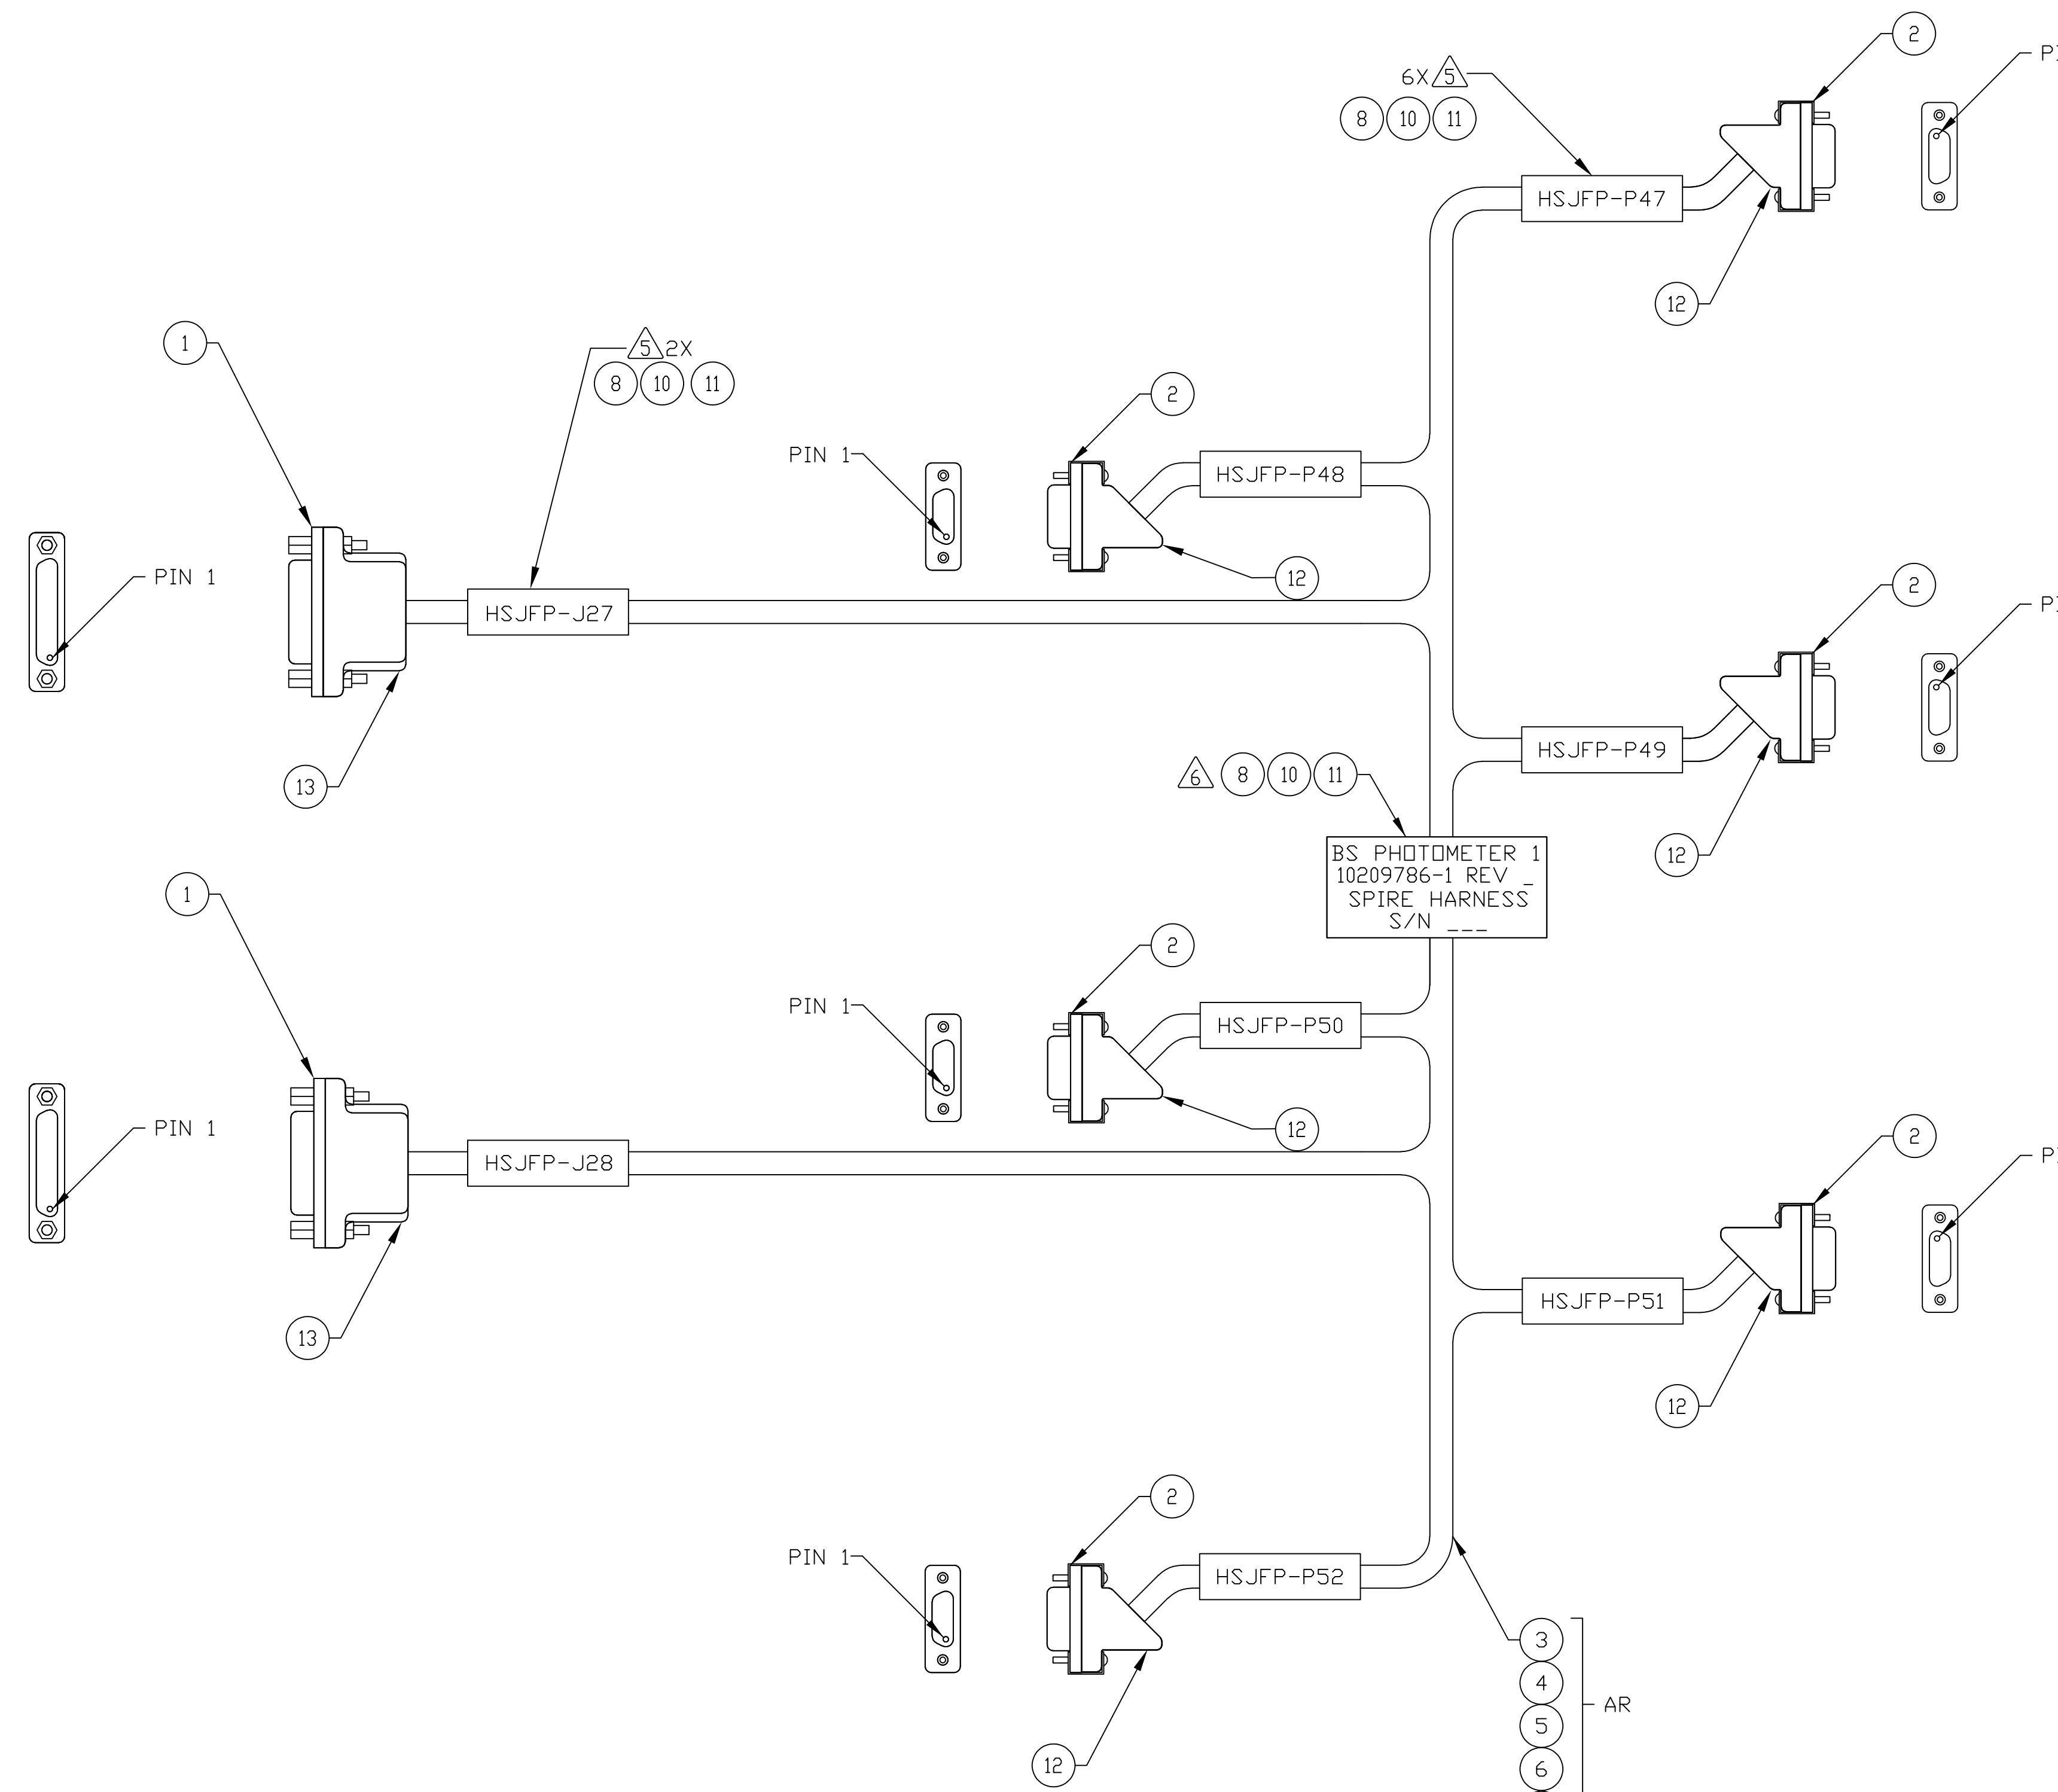 2
PI
6X 5
8 10 11
HSJFP-P47
12
1
5 2X
8 10 11
2
PIN 1
HSJFP-P48
12
PIN 1
HSJFP-J27
2
PI
13
HSJFP-P49
6 8 10 11
12
BS PHOTOMETER 1
10209786-1 REV _
SPIRE HARNESS
S/N ___
1
2
PIN 1
HSJFP-P50
12
PIN 1
HSJFP-J28
2
PI
13
HSJFP-P51
12
2
PIN 1
HSJFP-P52
12
3
4
5
6
AR